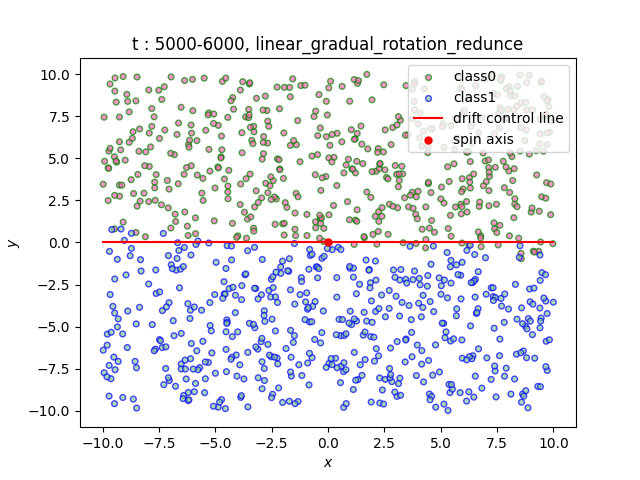 t : 5000-6000, linear_gradual_rotation_redunce
class0
class1
drift control line
spin axis
10.0
7.5
5.0
2.5
0.0
−2.5
−5.0
−7.5
−10.0
y
−10.0 −7.5 −5.0 −2.5 0.0 2.5 5.0 7.5 10.0
x